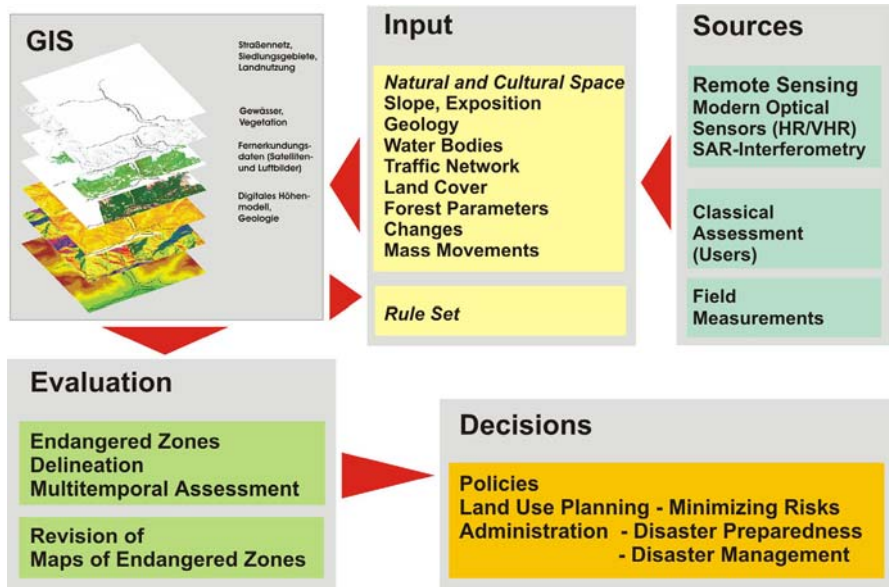 GIS
Straßennetz,
Siedlungsgebiete,
Landnutzung
Gewässer,
Vegetation
Fernerkundungs-
daten (Satelliten-
und Luftbilder)
Digitales Höhen-
modell,
Geologie
Input
Natural and Cultural Space
Slope, Exposition
Geology
Water Bodies
Traffic Network
Land Cover
Forest Parameters
Changes
Mass Movements
Rule Set
Sources
Remote Sensing
Modern Optical
Sensors (HR/VHR)
SAR-Interferometry
Classical
Assessment
(Users)
Field
Measurements
Evaluation
Endangered Zones
Delineation
Multitemporal Assessment
Revision of
Maps of Endangered Zones
Decisions
Policies
Land Use Planning - Minimizing Risks
Administration - Disaster Preparedness
- Disaster Management